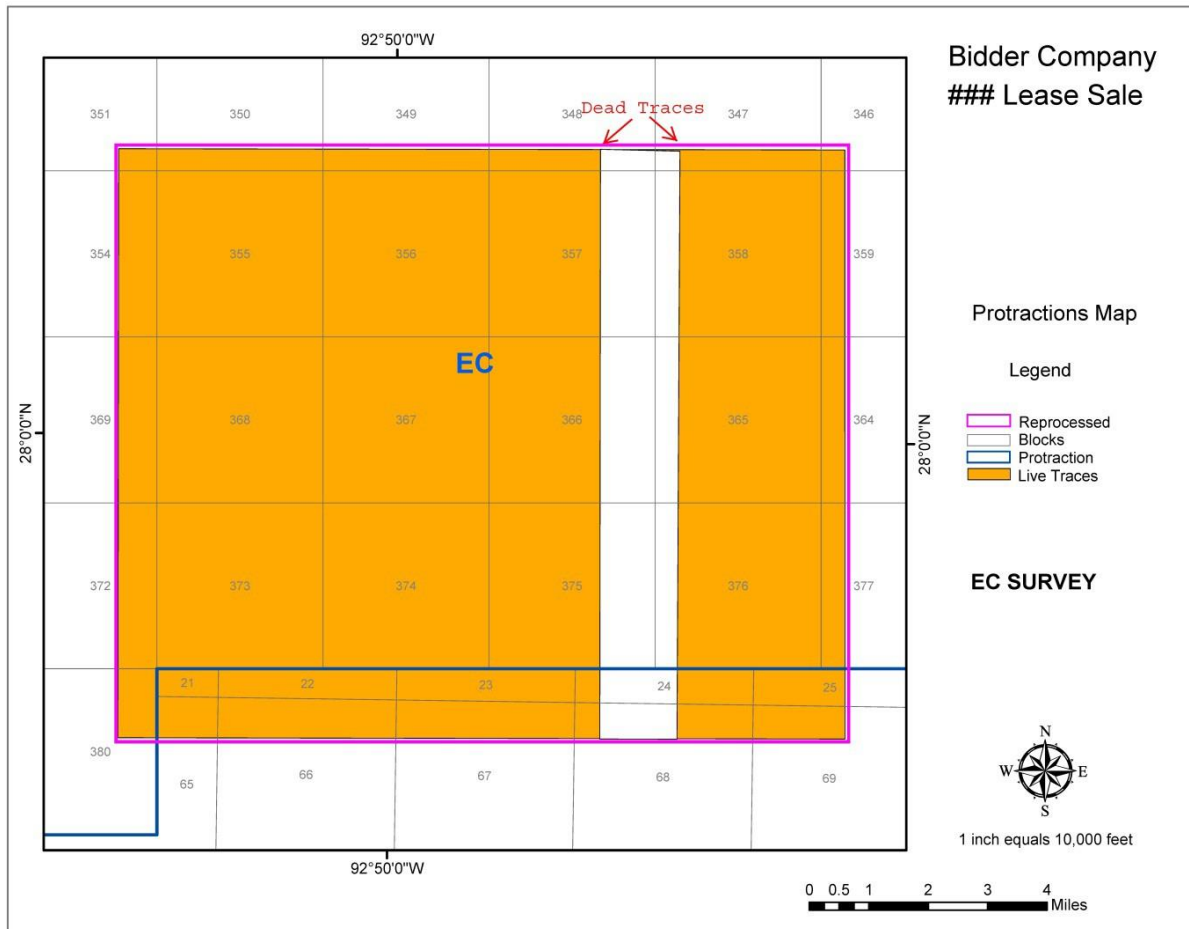 92°50'0"W
Bidder Company
### Lease Sale
351 350 349 348 347 346
Dead Traces
354 355 356 357 358 359
Protractions Map
EC
Legend
369 368 367 366 365 364
28°0'0"N
28°0'0"N
Reprocessed
Blocks
Protraction
Live Traces
372 373 374 375 376 377
EC SURVEY
21 22 23 24 25
380
65 66 67 68 69
N
W E
S
1 inch equals 10,000 feet
92°50'0"W
0 0.5 1 2 3 4
Miles